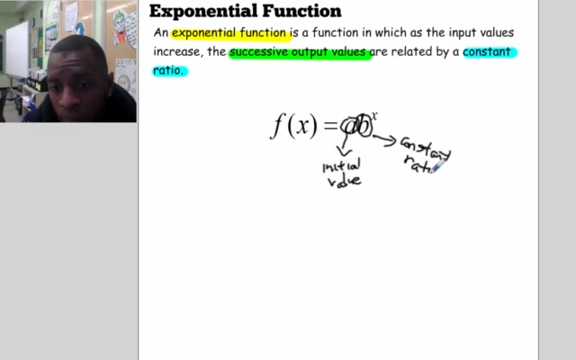 Exponential Function
An exponential function is a function in which as the input values
increase, the successive output values are related by a constant
ratio.
f(x) = ab^x
initial
value
constant
ratio